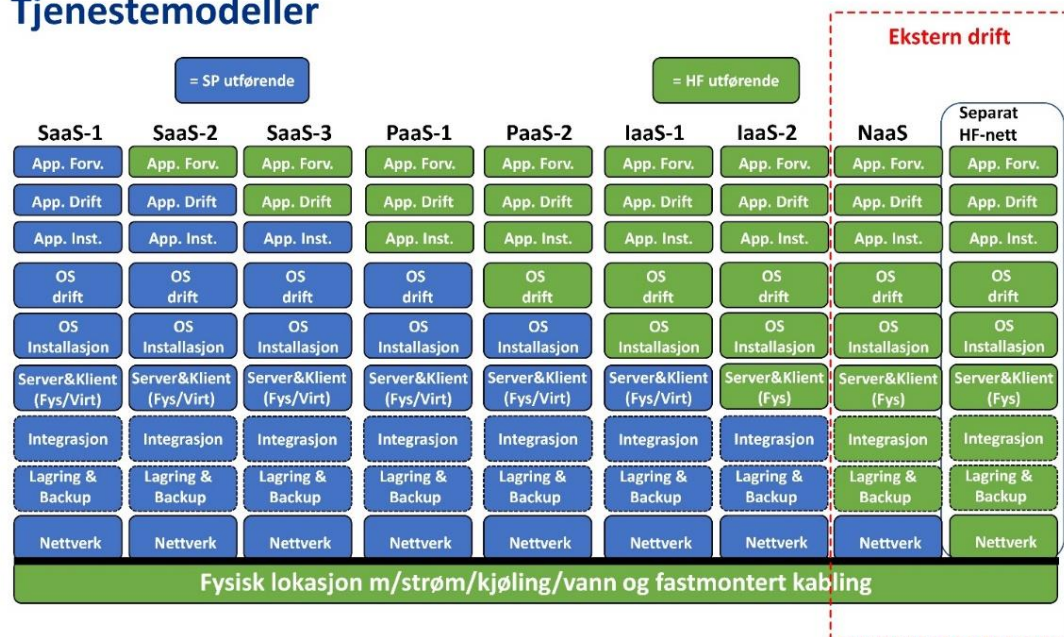 Tjenestemodeller
Ekstern drift
= SP utførende
= HF utførende
Separat
HF-nett
SaaS-1 SaaS-2 SaaS-3 PaaS-1 PaaS-2 IaaS-1 IaaS-2 NaaS
App. Forv. App. Forv. App. Forv. App. Forv. App. Forv. App. Forv. App. Forv. App. Forv. App. Forv.
App. Drift App. Drift App. Drift App. Drift App. Drift App. Drift App. Drift App. Drift App. Drift
App. Inst. App. Inst. App. Inst. App. Inst. App. Inst. App. Inst. App. Inst. App. Inst. App. Inst.
OS OS OS OS OS OS OS OS OS
drift drift drift drift drift drift drift drift drift
OS OS OS OS OS OS OS OS OS
Installasjon Installasjon Installasjon Installasjon Installasjon Installasjon Installasjon Installasjon Installasjon
Server&Klient Server&Klient Server&Klient Server&Klient Server&Klient Server&Klient Server&Klient Server&Klient Server&Klient
(Fys/Virt) (Fys/Virt) (Fys/Virt) (Fys/Virt) (Fys/Virt) (Fys/Virt) (Fys) (Fys) (Fys)
Integrasjon Integrasjon Integrasjon Integrasjon Integrasjon Integrasjon Integrasjon Integrasjon Integrasjon
Lagring & Lagring & Lagring & Lagring & Lagring & Lagring & Lagring & Lagring & Lagring &
Backup Backup Backup Backup Backup Backup Backup Backup Backup
Nettverk Nettverk Nettverk Nettverk Nettverk Nettverk Nettverk Nettverk Nettverk
Fysisk lokasjon m/strøm/kjøling/vann og fastmontert kabling